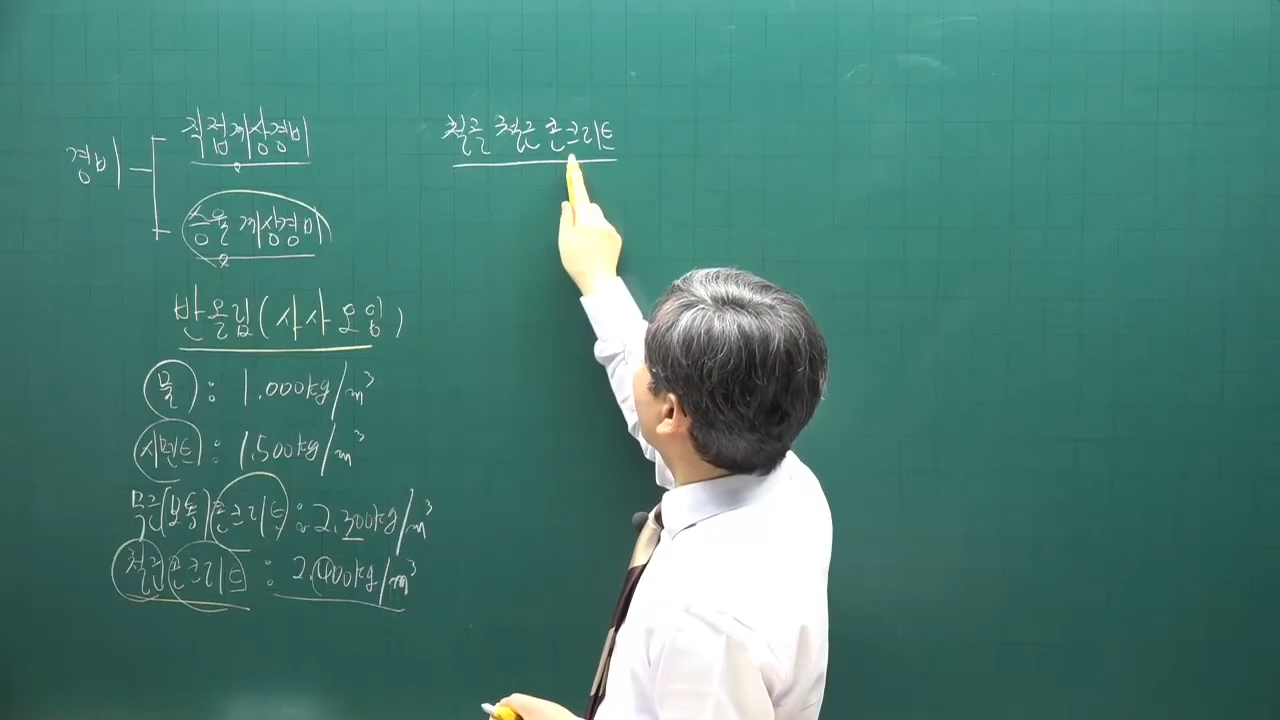 경비
직접계상경비
승율계상경비
반올림(사사오입)
물 : 1.000kg/m³
시멘트 : 1.500kg/m³
무근(보통)콘크리트 : 2.300kg/m³
철근콘크리트 : 2.400kg/m³
철골 철근 콘크리트